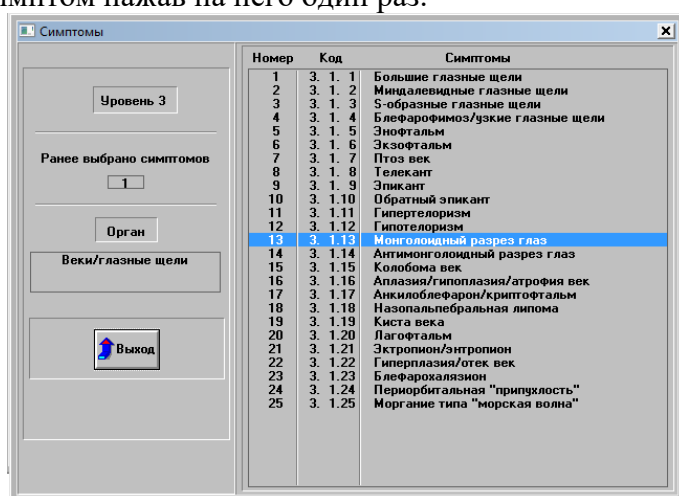 мптом нажав на него один раз.
Симптомы
Уровень 3
Ранее выбрано симптомов
1
Орган
Веки/глазные щели
Выход
Номер Код Симптомы
1 3. 1. 1 Большие глазные щели
2 3. 1. 2 Миндалевидные глазные щели
3 3. 1. 3 S-образные глазные щели
4 3. 1. 4 Блефарофимоз/узкие глазные щели
5 3. 1. 5 Энофтальм
6 3. 1. 6 Экзофтальм
7 3. 1. 7 Птоз век
8 3. 1. 8 Телекант
9 3. 1. 9 Эпикант
10 3. 1.10 Обратный эпикант
11 3. 1.11 Гипертелоризм
12 3. 1.12 Гипотелоризм
13 3. 1.13 Монголоидный разрез глаз
14 3. 1.14 Антимонголоидный разрез глаз
15 3. 1.15 Колобома век
16 3. 1.16 Аплазия/гипоплазия/атрофия век
17 3. 1.17 Анкилоблефарон/криптофтальм
18 3. 1.18 Назопальпебральная липома
19 3. 1.19 Киста века
20 3. 1.20 Лагофтальм
21 3. 1.21 Эктропион/энтропион
22 3. 1.22 Гиперплазия/отек век
23 3. 1.23 Блефарохалязион
24 3. 1.24 Периорбитальная "припухлость"
25 3. 1.25 Моргание типа "морская волна"